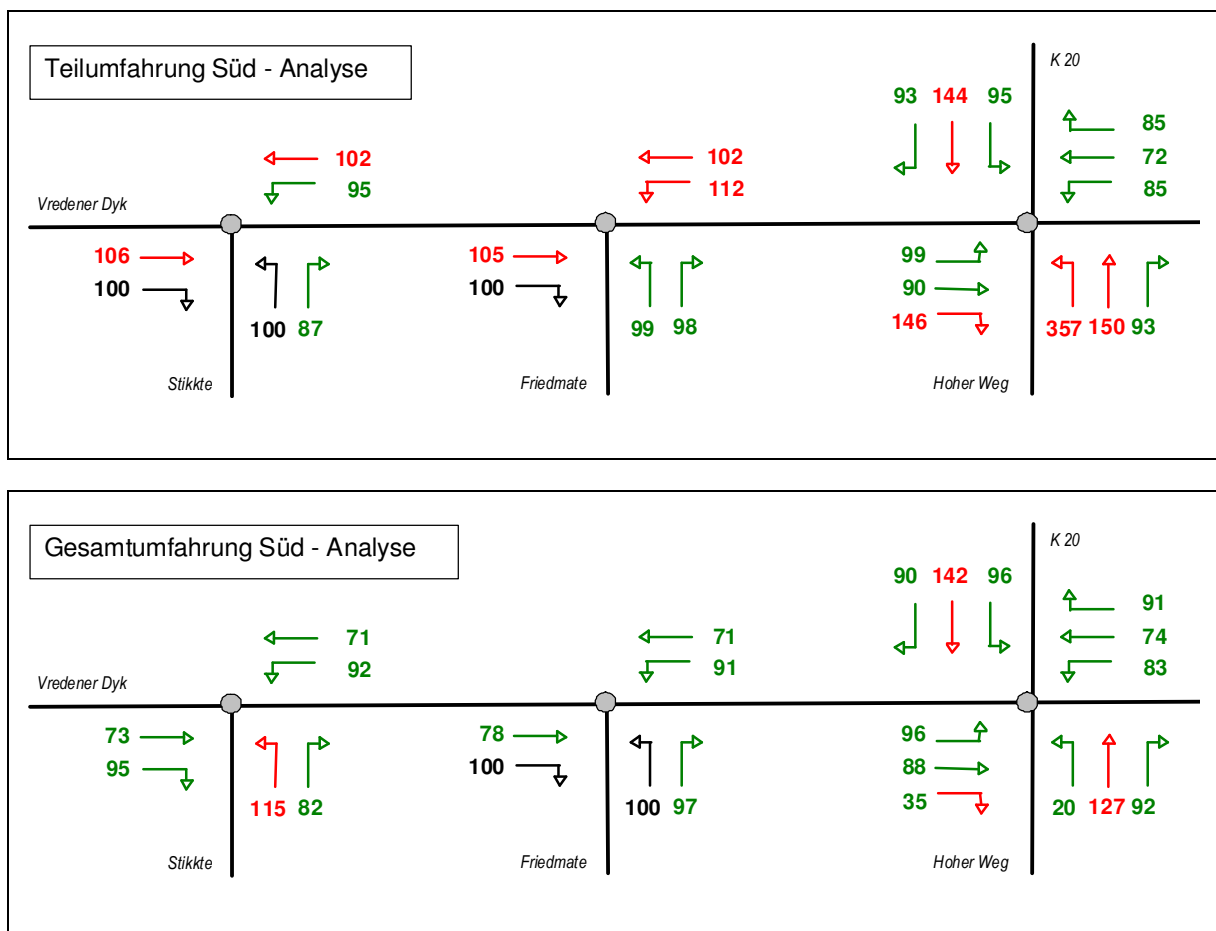 Teilumfahrung Süd - Analyse
K 20
93 144 95
85
102 102 72
95 112 85
Vredener Dyk
106 105 99
100 100 90
146
100 87 99 98 357 150 93
Stikkte Friedmate Hoher Weg
Gesamtumfahrung Süd - Analyse
K 20
90 142 96
91
71 71 74
92 91 83
Vredener Dyk
73 78 96
95 100 88
35
115 82 100 97 20 127 92
Stikkte Friedmate Hoher Weg